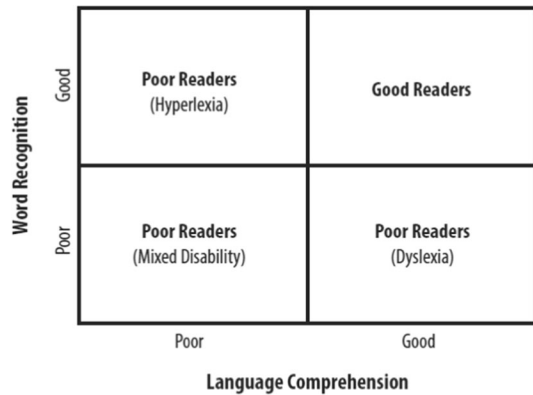 Word Recognition
Good
Poor Readers
(Hyperlexia)
Good Readers
Poor
Poor Readers
(Mixed Disability)
Poor Readers
(Dyslexia)
Poor
Good
Language Comprehension